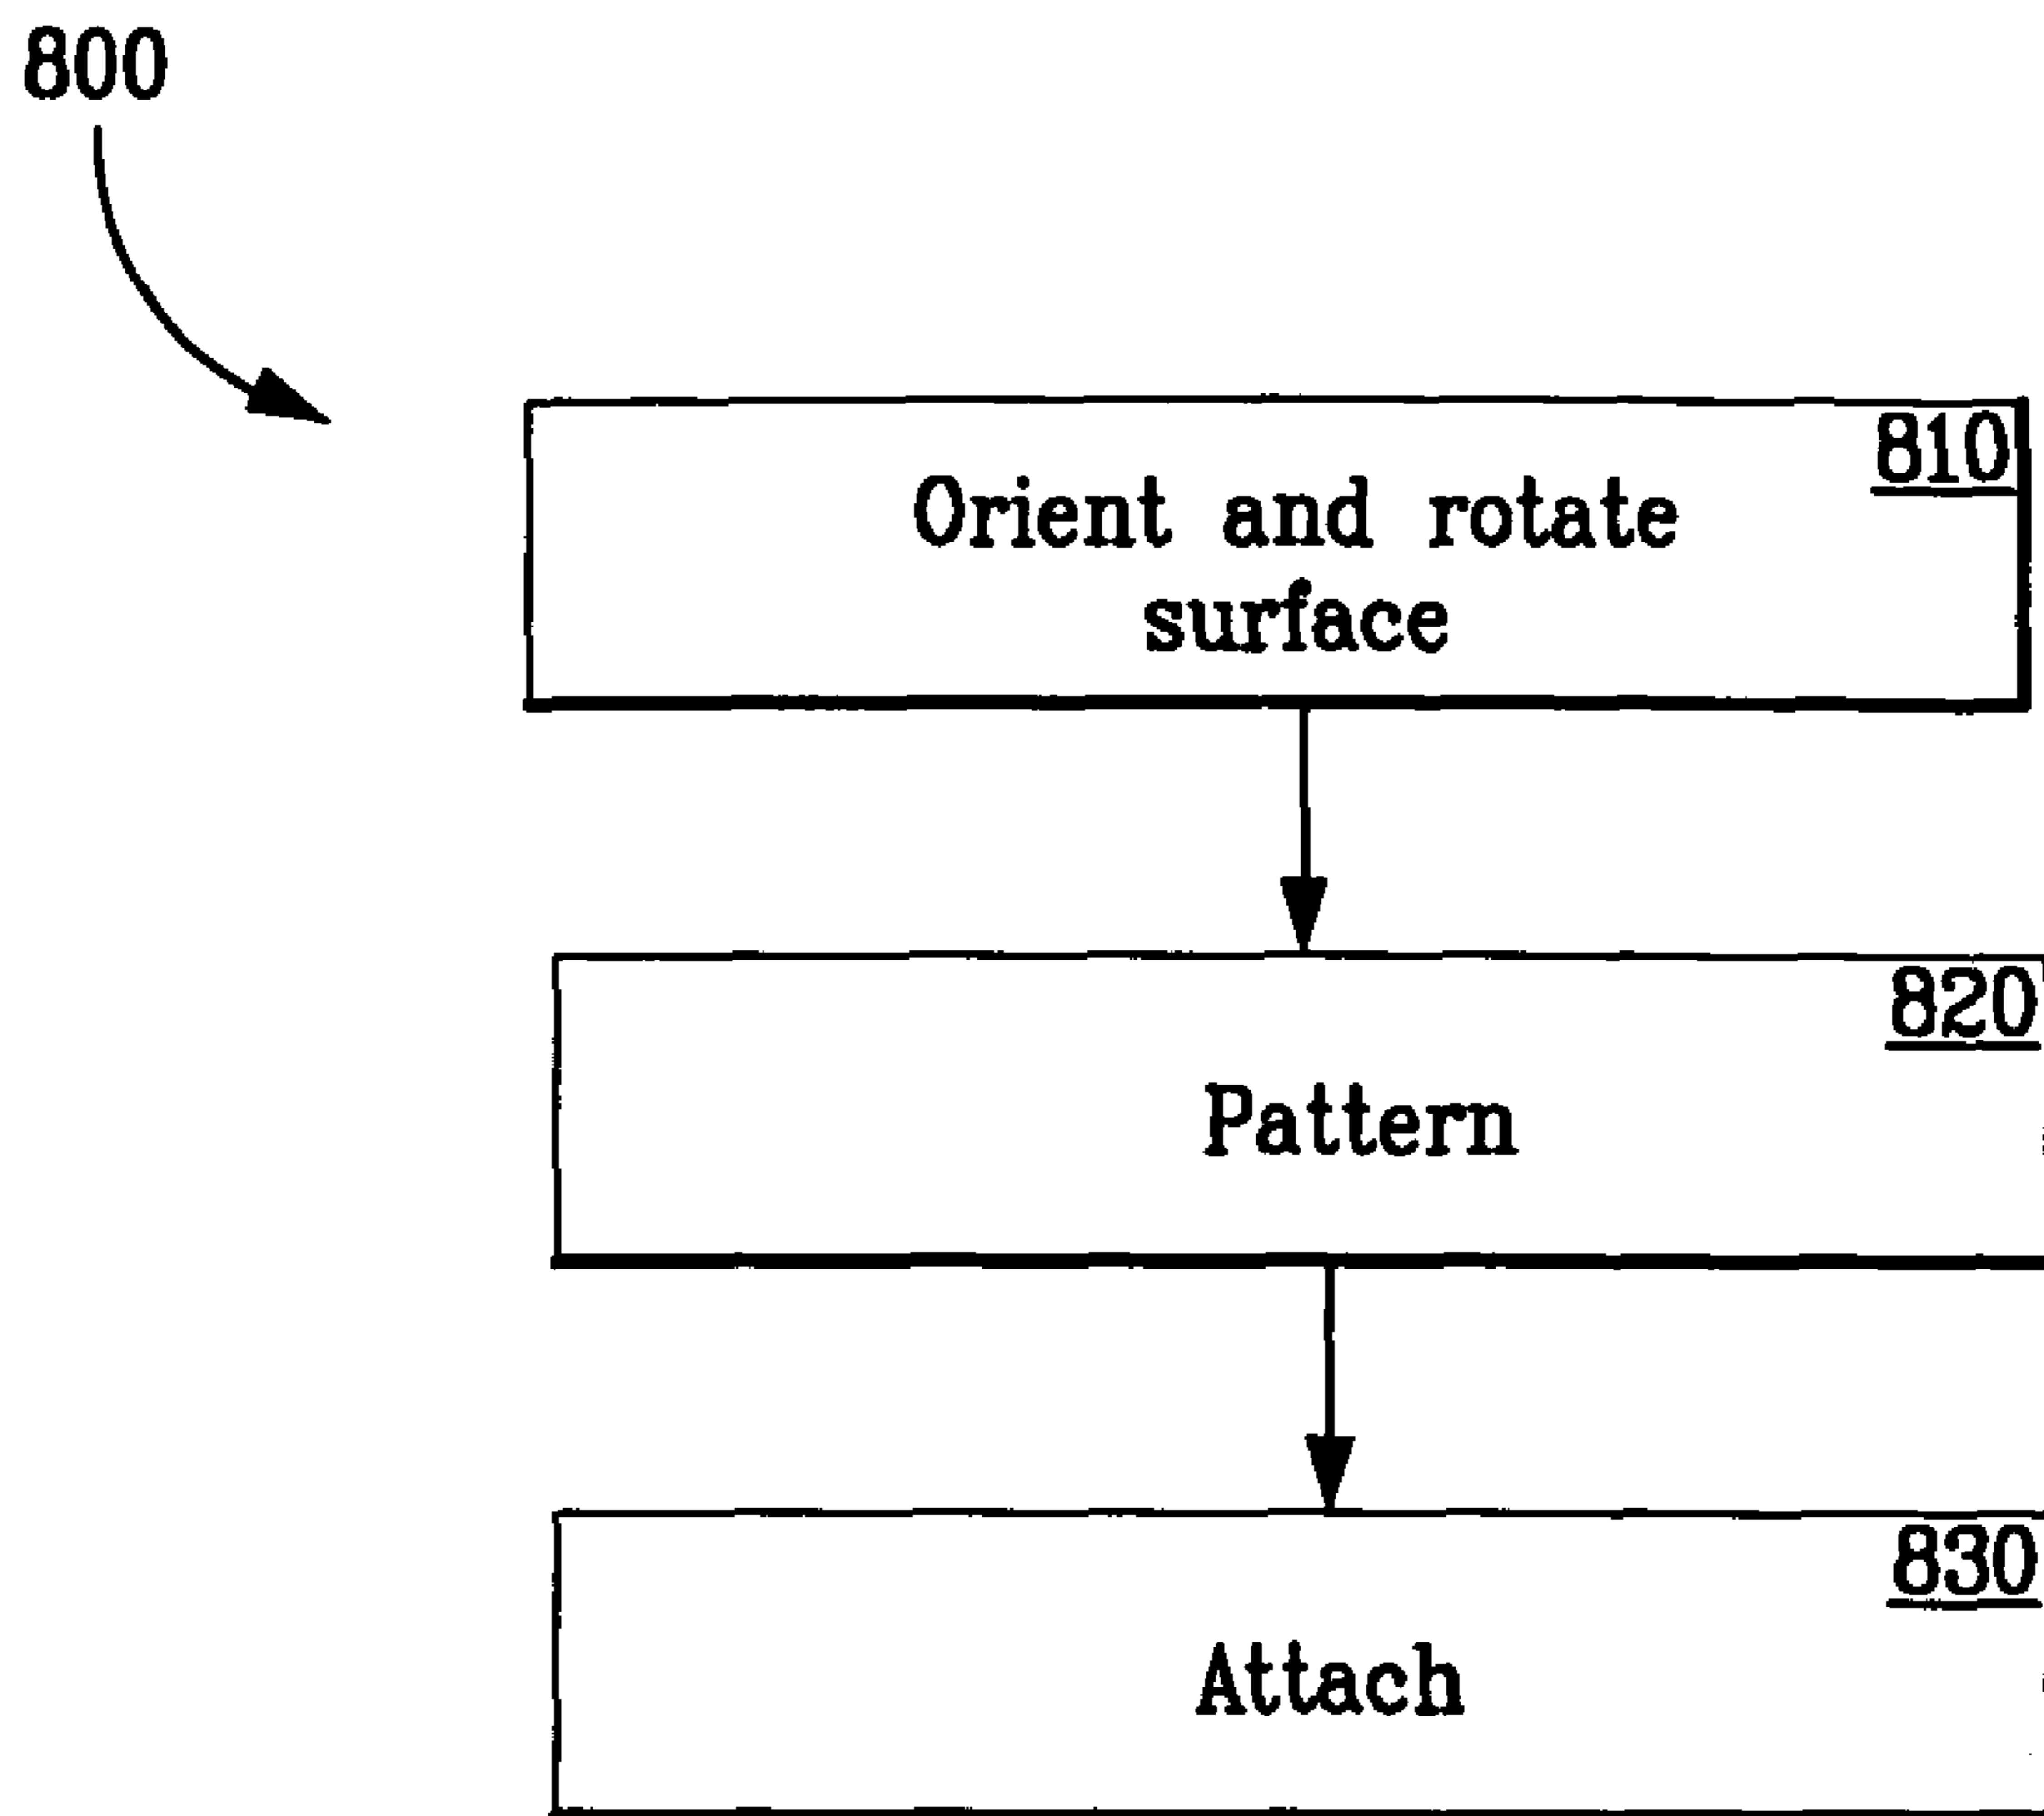 800
810
Orient and rotate
surface
820
Pattern
830
Attach